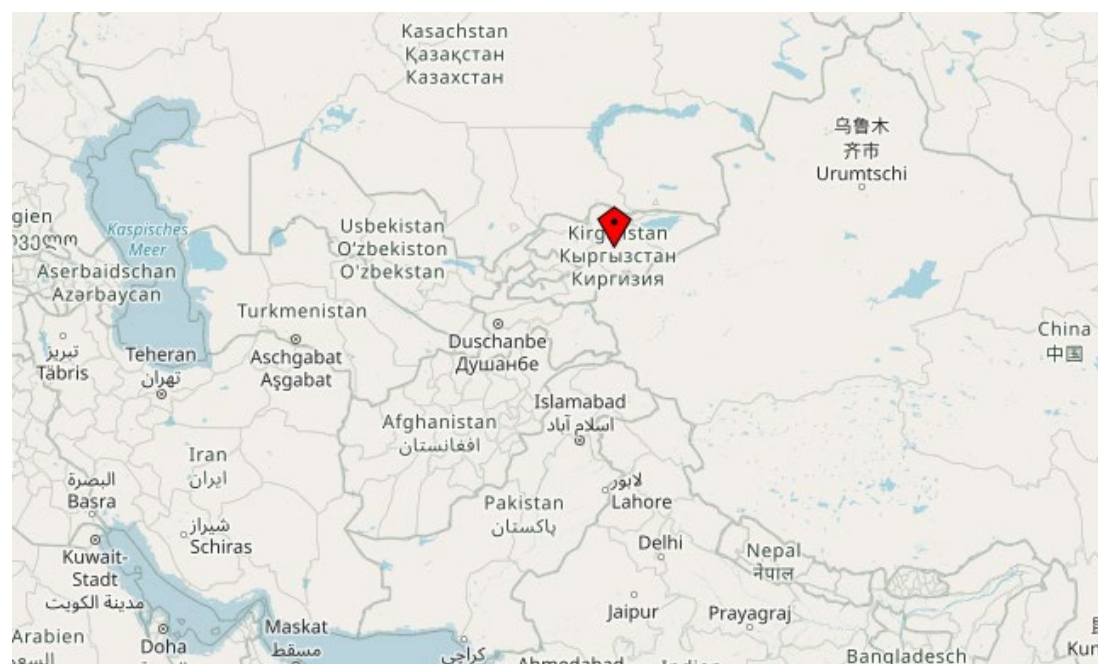 Kasachstan
Қазақстан
Казахстан
乌鲁木
齐市
Urumtschi
gien
Kaspisches
Meer
Usbekistan
Oʻzbekiston
O'zbekstan
Кыргызстан
Киргизия
Aserbaidschan
Azərbaycan
Turkmenistan
China
中国
تبریز
Täbris
Teheran
تهران
Aschgabat
Aşgabat
Duschanbe
Душанбе
Islamabad
اسلام آباد
Afghanistan
افغانستان
Iran
ایران
البصرة
Basra
Pakistan
پاکستان
لاہور
Lahore
شیراز
Schiras
Kuwait-
Stadt
مدينة الكويت
Delhi
Nepal
नेपाल
Jaipur
Prayagraj
Arabien
Maskat
مسقط
Doha
كراچی
Bangladesch